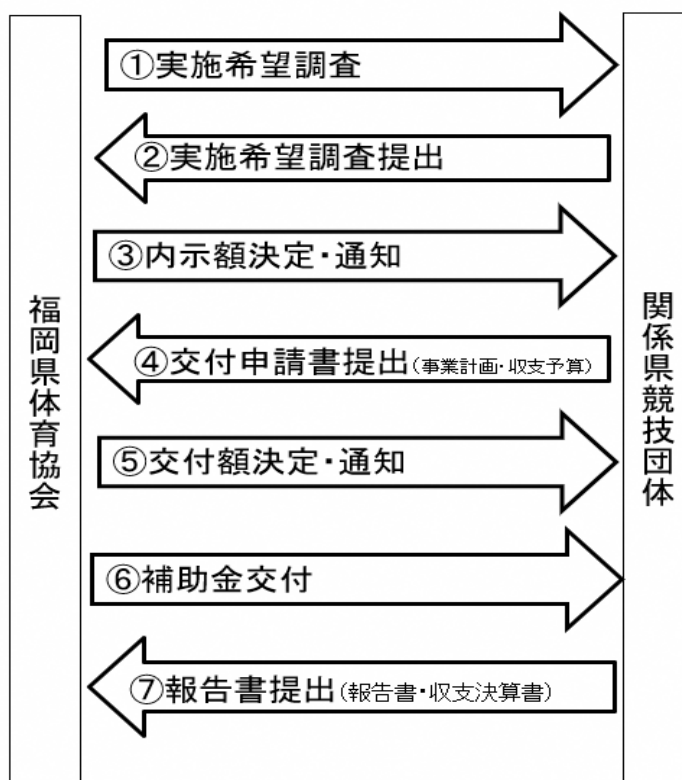 福岡県体育協会
①実施希望調査
②実施希望調査提出
③内示額決定・通知
④交付申請書提出(事業計画・収支予算)
⑤交付額決定・通知
⑥補助金交付
⑦報告書提出(報告書・収支決算書)
関係県競技団体